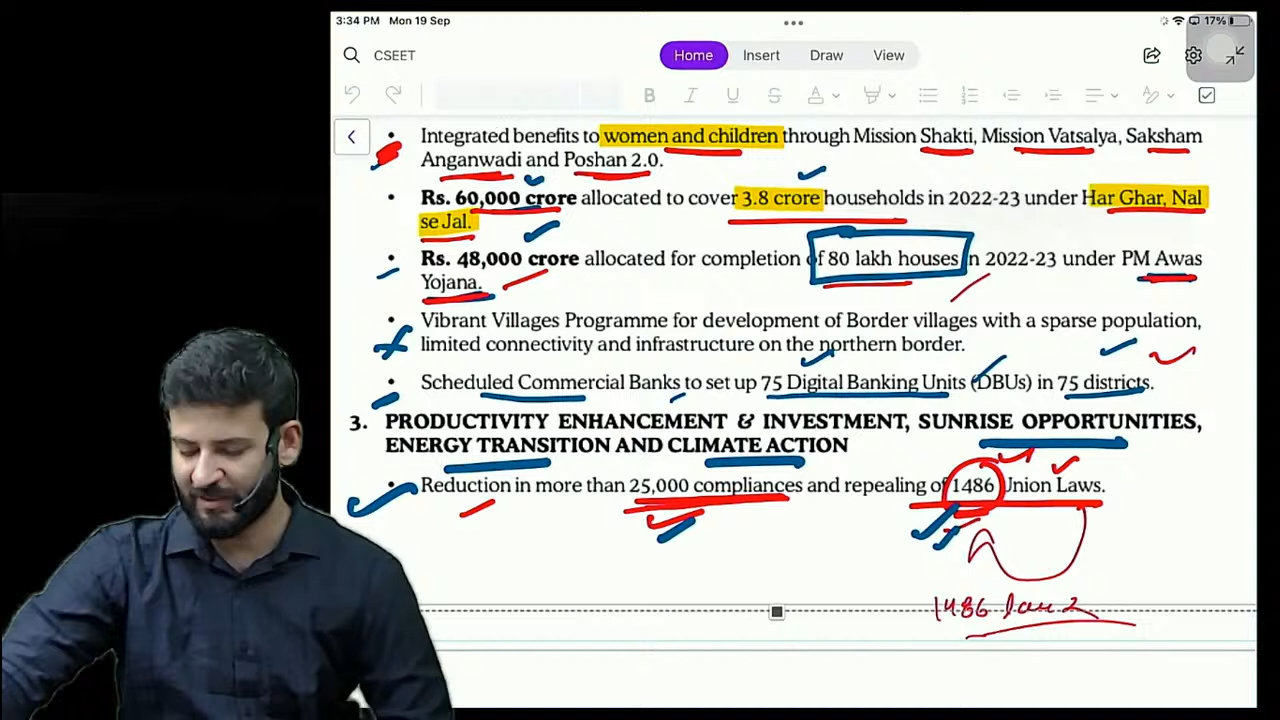 3:34 PM Mon 19 Sep
17%
CSEET
Home Insert Draw View
B I U S A
• Integrated benefits to women and children through Mission Shakti, Mission Vatsalya, Saksham
Anganwadi and Poshan 2.0.
• Rs. 60,000 crore allocated to cover 3.8 crore households in 2022-23 under Har Ghar, Nal
se Jal.
• Rs. 48,000 crore allocated for completion of 80 lakh houses in 2022-23 under PM Awas
Yojana.
• Vibrant Villages Programme for development of Border villages with a sparse population,
limited connectivity and infrastructure on the northern border.
• Scheduled Commercial Banks to set up 75 Digital Banking Units (DBUs) in 75 districts.
3. PRODUCTIVITY ENHANCEMENT & INVESTMENT, SUNRISE OPPORTUNITIES,
ENERGY TRANSITION AND CLIMATE ACTION
• Reduction in more than 25,000 compliances and repealing of 1486 Union Laws.
1486